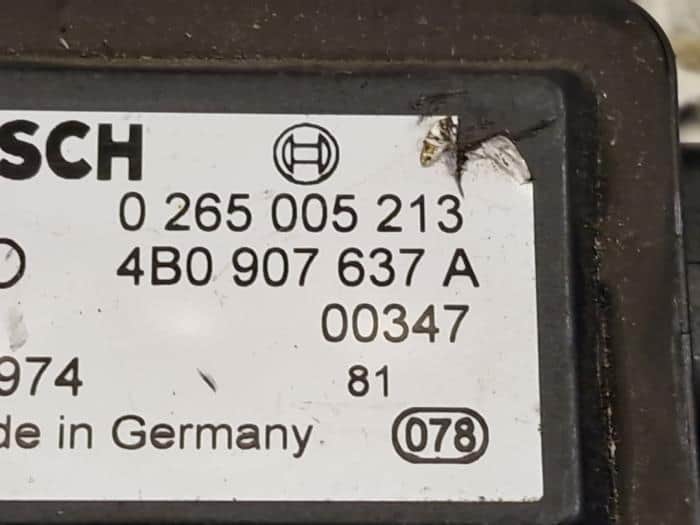 SCH
0 265 005 213
4B0 907 637 A
00347
974 81
de in Germany 078